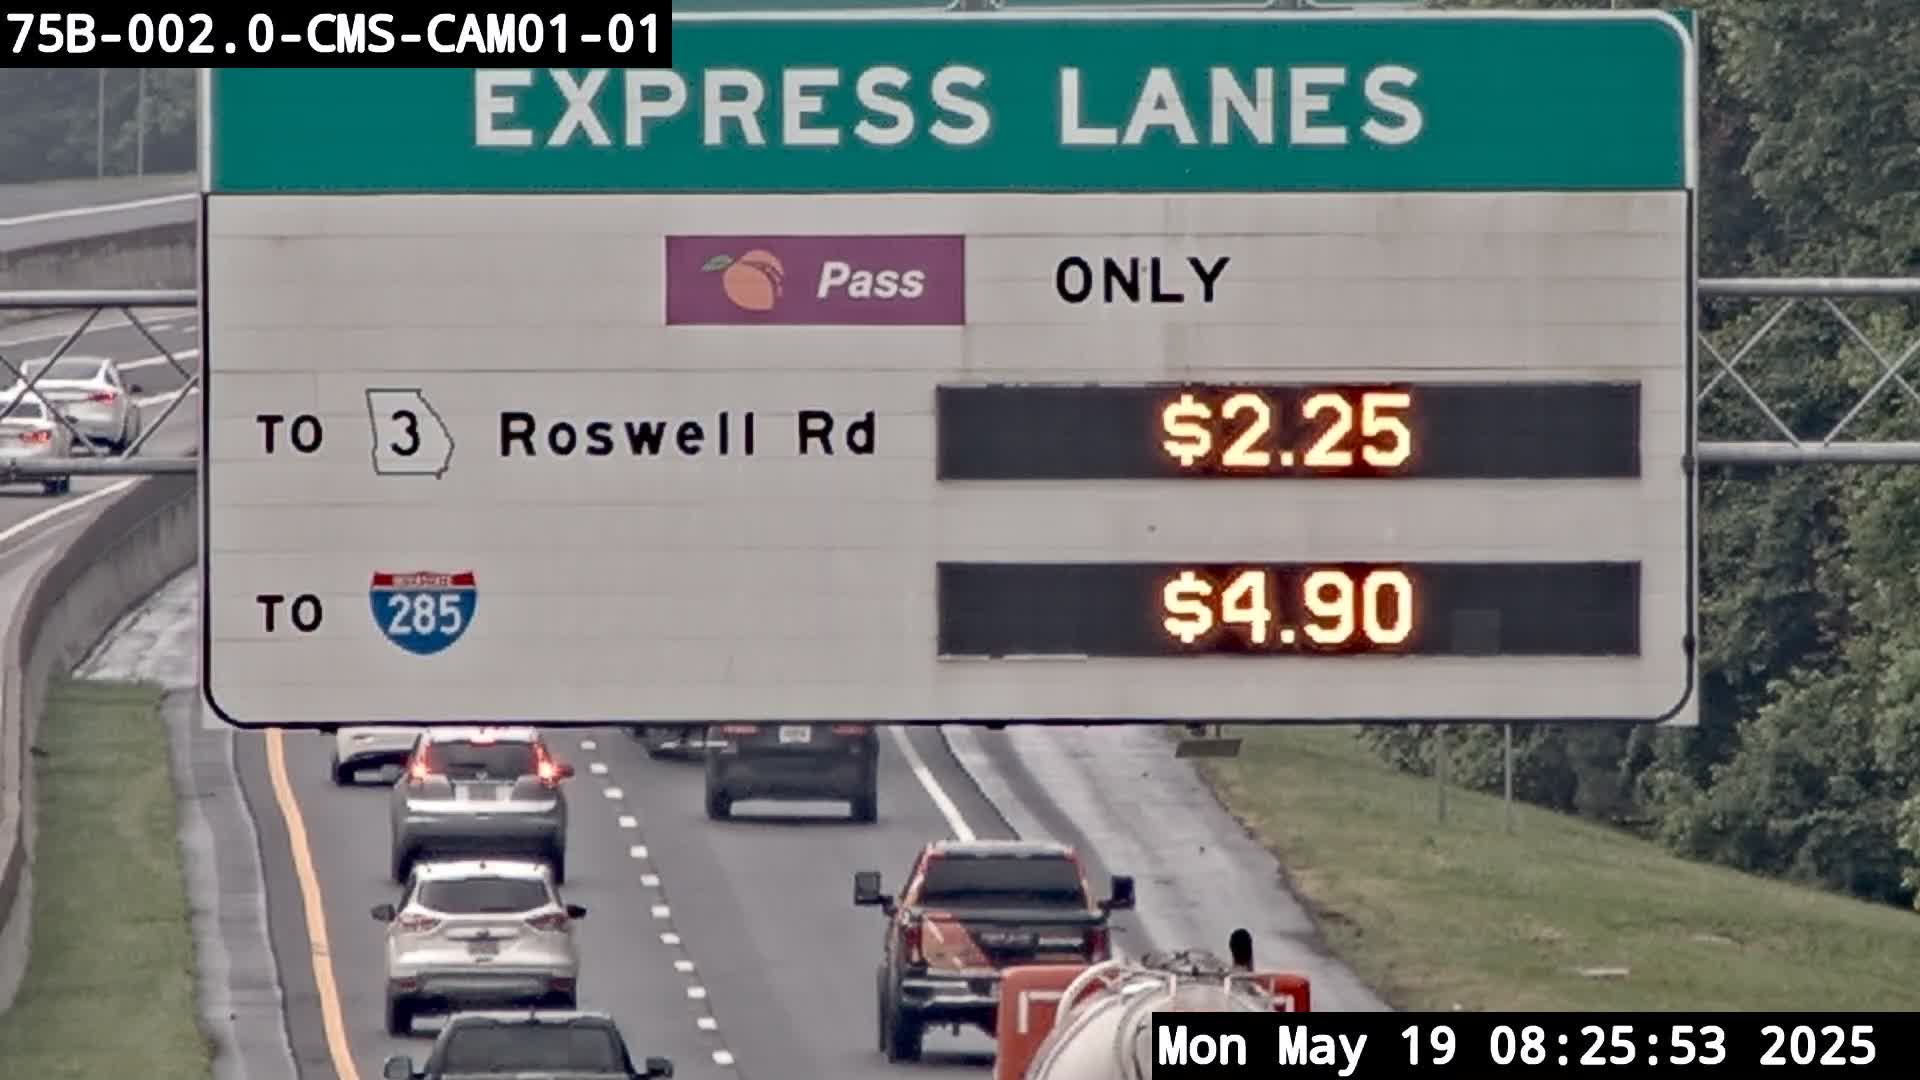 75B-002.0-CMS-CAM01-01
EXPRESS LANES
Pass ONLY
TO 3 Roswell Rd $2.25
TO INTERSTATE 285 $4.90
Mon May 19 08:25:53 2025